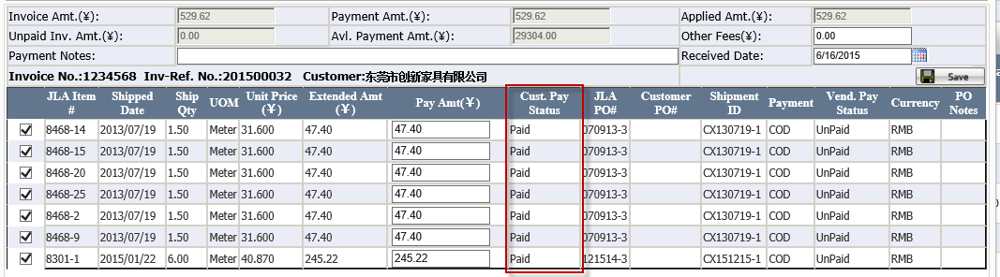 Invoice Amt.(¥): 529.62 Payment Amt.(¥): 529.62 Applied Amt.(¥): 529.62
Unpaid Inv. Amt.(¥): 0.00 Avl. Payment Amt.(¥): 29304.00 Other Fees(¥): 0.00
Payment Notes: Received Date: 6/16/2015
Invoice No.:1234568 Inv-Ref. No.:201500032 Customer:东莞市创新家具有限公司 Save
JLA Item # Shipped Date Ship Qty UOM Unit Price (¥) Extended Amt (¥) Pay Amt(¥) Cust. Pay Status JLA PO# Customer PO# Shipment ID Payment Vend. Pay Status Currency PO Notes
8468-14 2013/07/19 1.50 Meter 31.600 47.40 47.40 Paid 070913-3 CX130719-1 COD UnPaid RMB
8468-15 2013/07/19 1.50 Meter 31.600 47.40 47.40 Paid 070913-3 CX130719-1 COD UnPaid RMB
8468-20 2013/07/19 1.50 Meter 31.600 47.40 47.40 Paid 070913-3 CX130719-1 COD UnPaid RMB
8468-25 2013/07/19 1.50 Meter 31.600 47.40 47.40 Paid 070913-3 CX130719-1 COD UnPaid RMB
8468-2 2013/07/19 1.50 Meter 31.600 47.40 47.40 Paid 070913-3 CX130719-1 COD UnPaid RMB
8468-9 2013/07/19 1.50 Meter 31.600 47.40 47.40 Paid 070913-3 CX130719-1 COD UnPaid RMB
8301-1 2015/01/22 6.00 Meter 40.870 245.22 245.22 Paid 121514-3 CX151215-1 COD UnPaid RMB